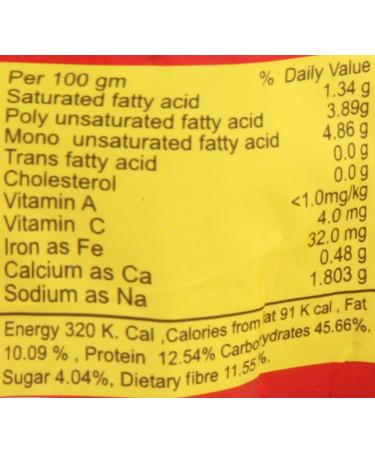 Per 100 gm % Daily Value
Saturated fatty acid 1.34 g
Poly unsaturated fatty acid 3.89g
Mono unsaturated fatty acid 4.86 g
Trans fatty acid 0.0 g
Cholesterol 0.0 g
Vitamin A <1.0mg/kg
Vitamin C 4.0 mg
Iron as Fe 32.0 mg
Calcium as Ca 0.48 g
Sodium as Na 1.803 g
Energy 320 K. Cal ,Calories from fat 91 K cal , Fat
10.09 % , Protein 12.54% Carbohydrates 45.66%.
Sugar 4.04%, Dietary fibre 11.55%.